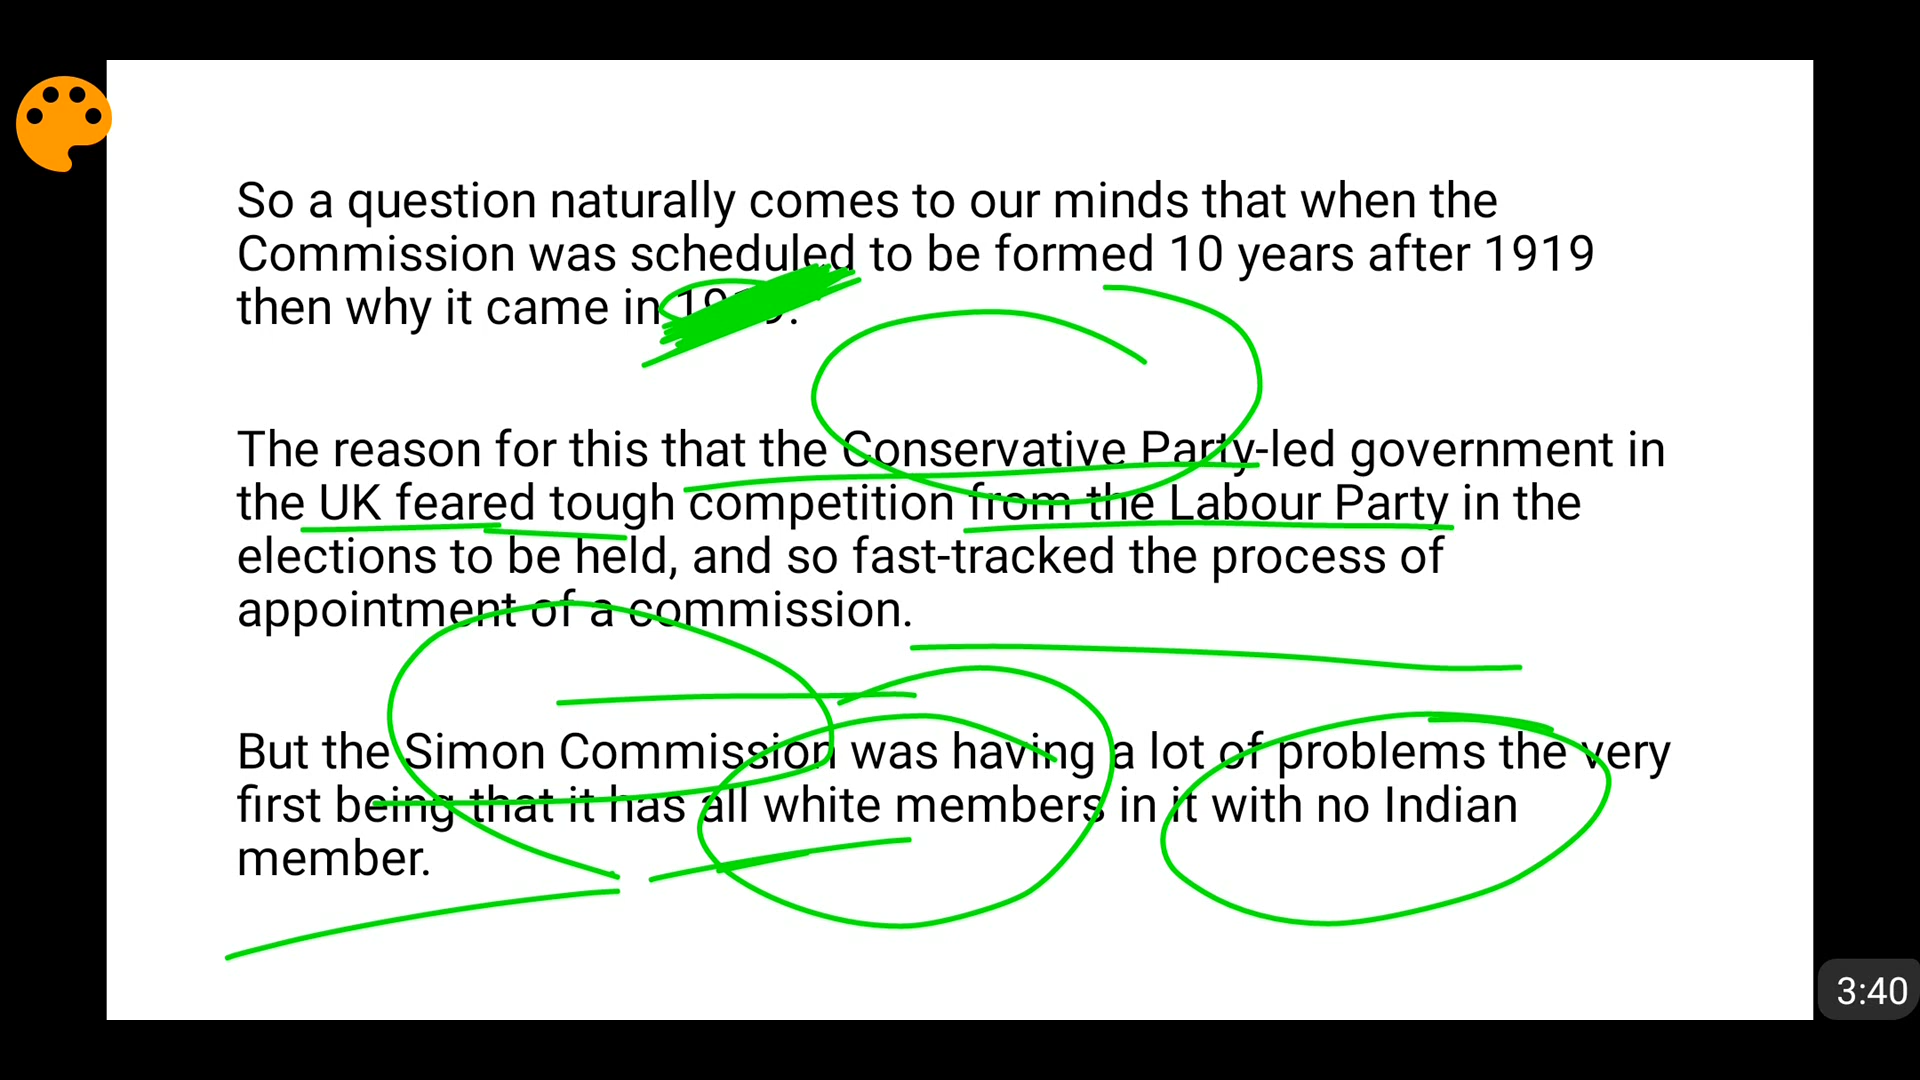 So a question naturally comes to our minds that when the
Commission was scheduled to be formed 10 years after 1919
then why it came in
The reason for this that the Conservative Party-led government in
the UK feared tough competition from the Labour Party in the
elections to be held, and so fast-tracked the process of
appointment of a commission.
But the Simon Commission was having a lot of problems the very
first being that it has all white members in it with no Indian
member.
3:40